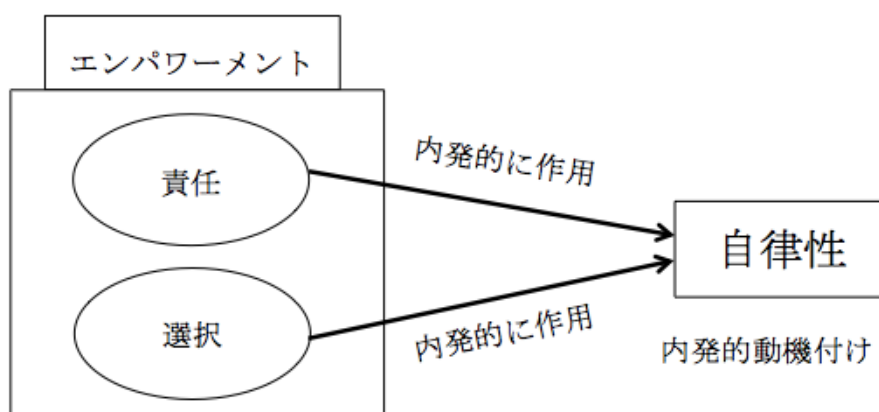 エンパワーメント
責任
内発的に作用
自律性
選択
内発的に作用
内発的動機付け